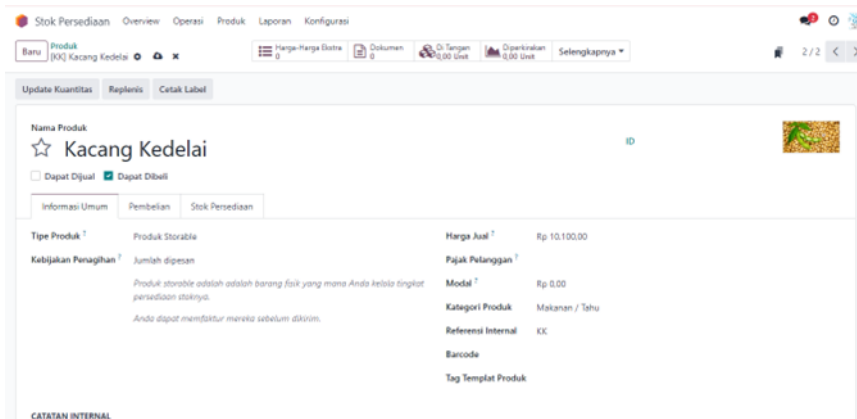 Stok Persediaan Overview Operasi Produk Laporan Konfigurasi 2
Baru Produk Harga-Harga Ekstra Dokumen Di Tangan Diperkirakan Selengkapnya 2/2
[KK] Kacang Kedelai 0 0 0,00 Unit 0,00 Unit
Update Kuantitas Replenis Cetak Label
Nama Produk
Kacang Kedelai ID
Dapat Dijual Dapat Dibeli
Informasi Umum Pembelian Stok Persediaan
Tipe Produk ? Produk Storable Harga Jual ? Rp 10.100,00
Kebijakan Penagihan ? Jumlah dipesan Pajak Pelanggan ?
Produk storable adalah adalah barang fisik yang mana Anda kelola tingkat Modal ? Rp 0,00
persediaan stoknya.
Kategori Produk Makanan / Tahu
Anda dapat memfaktur mereka sebelum dikirim.
Referensi Internal KK
Barcode
Tag Templat Produk
CATATAN INTERNAL